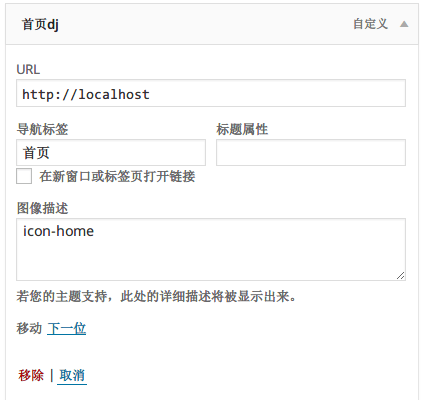 首页dj 自定义
URL
http://localhost
导航标签 标题属性
首页
在新窗口或标签页打开链接
图像描述
icon-home
若您的主题支持，此处的详细描述将被显示出来。
移动 下一位
移除 | 取消